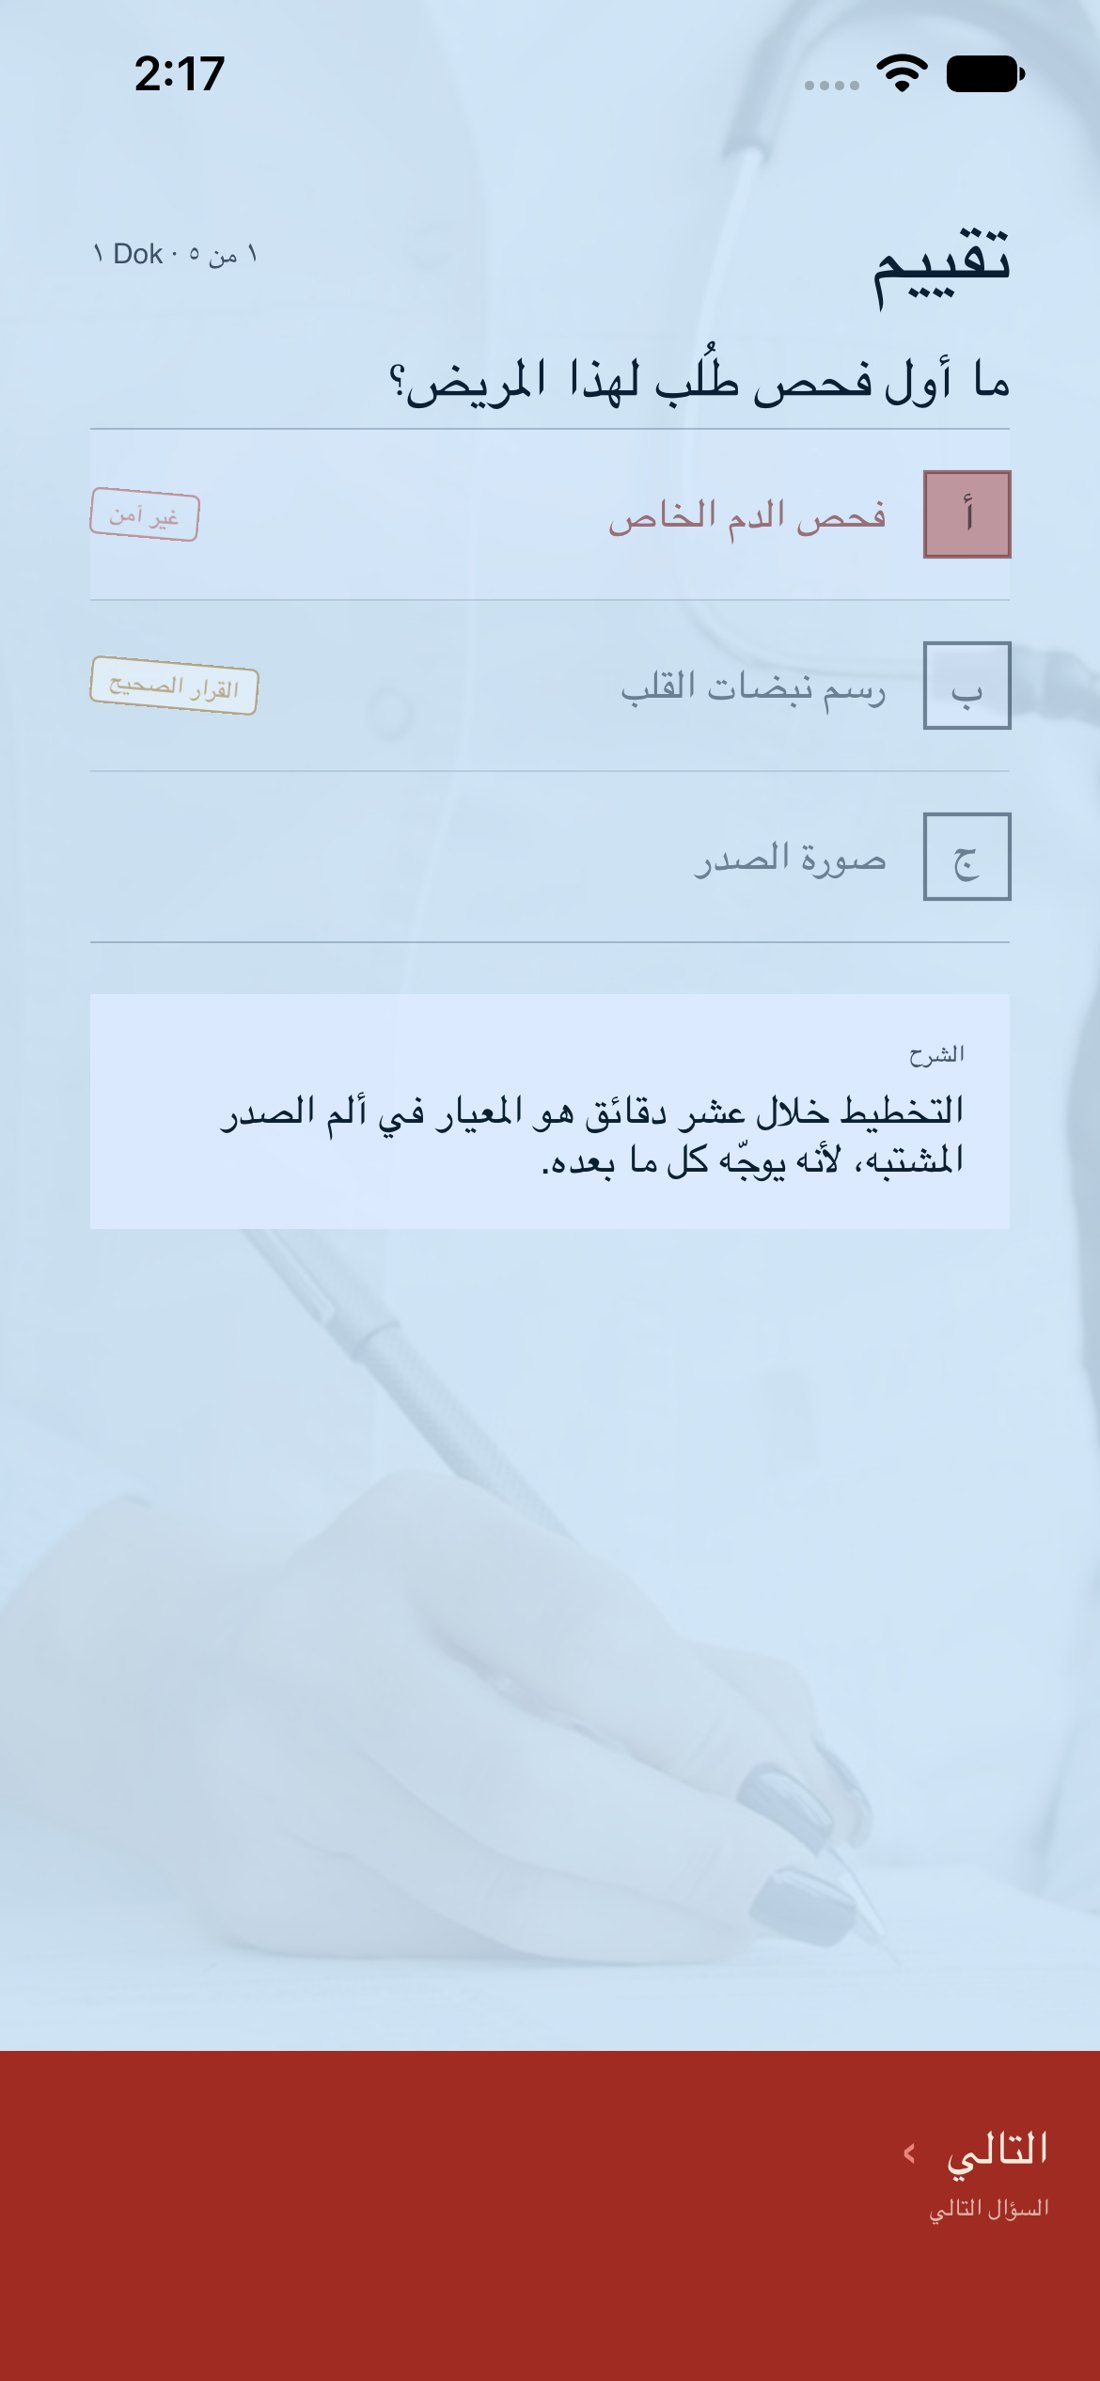 2:17
تقييم
١ من ٥ · Dok ١
ما أول فحص طُلب لهذا المريض؟
أ
فحص الدم الخاص
غير آمن
ب
رسم نبضات القلب
القرار الصحيح
ج
صورة الصدر
الشرح
التخطيط خلال عشر دقائق هو المعيار في ألم الصدر
المشتبه، لأنه يوجّه كل ما بعده.
التالي ›
السؤال التالي